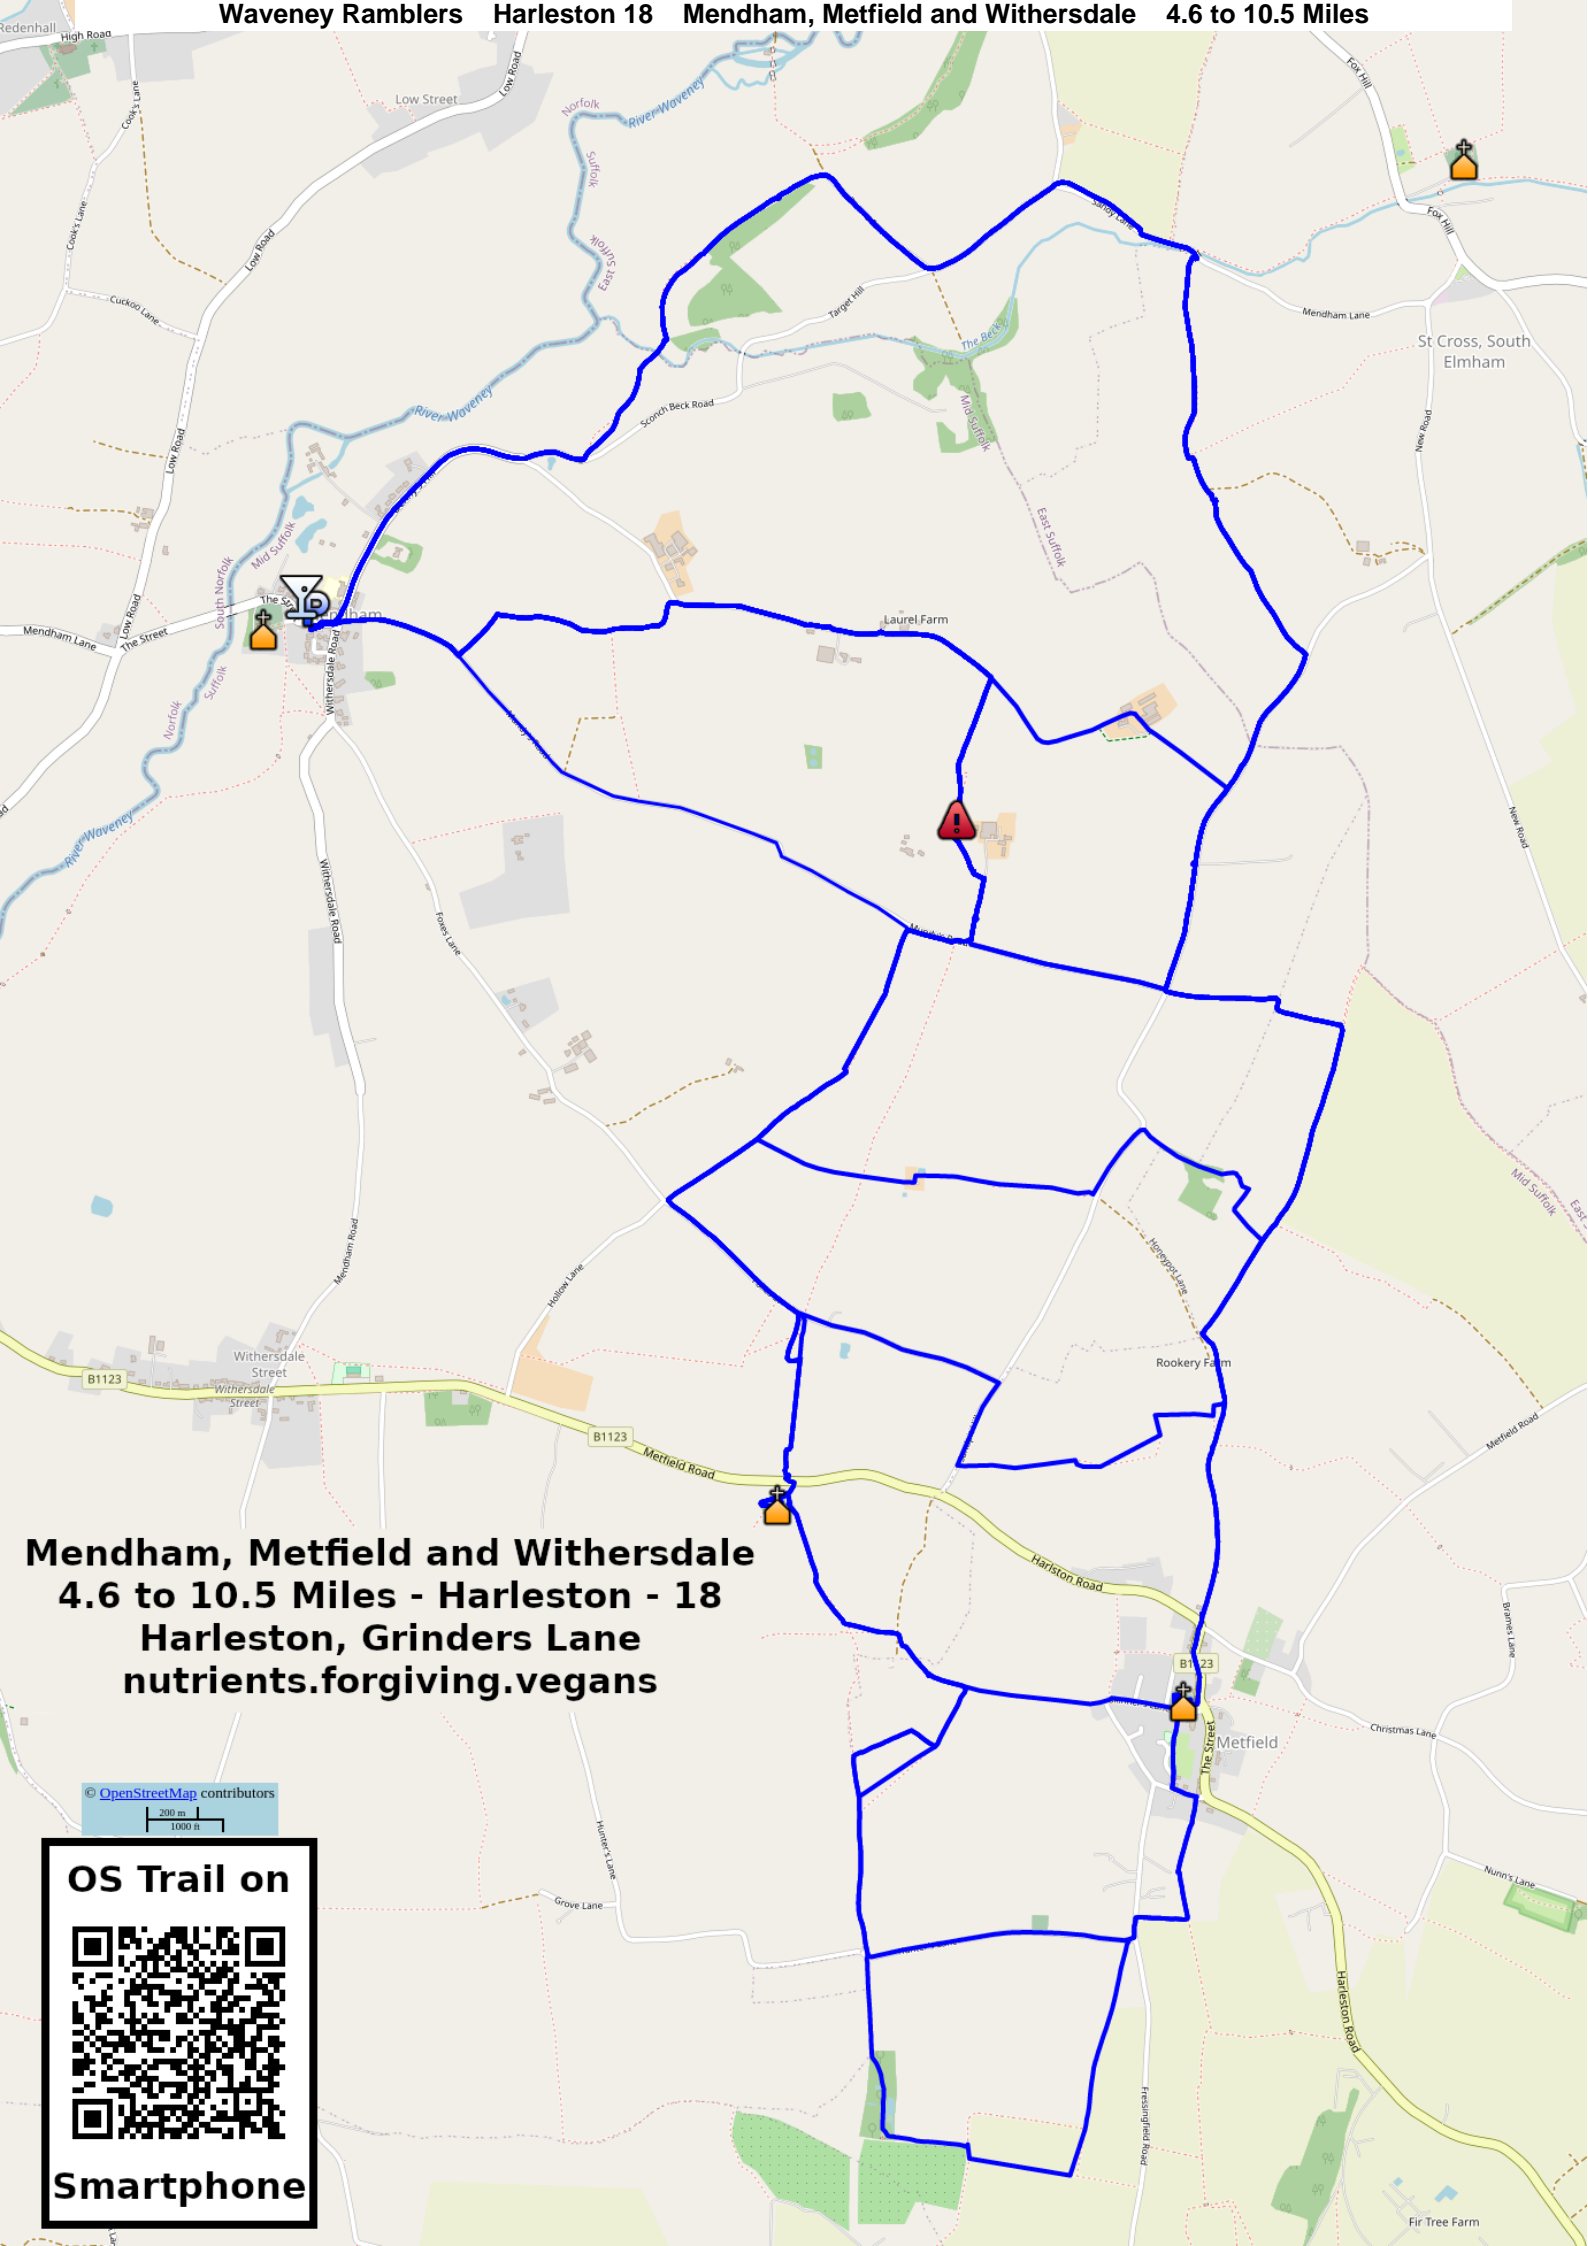 Waveney Ramblers Harleston 18 Mendham, Metfield and Withersdale 4.6 to 10.5 Miles
Redenhall
High Road
Cook's Lane
Low Street
Low Road
Norfolk
River Waveney
Suffolk
Fox Hill
Fox Hill
Sandy Lane
Cook's Lane
Low Road
East Suffolk
Cuckoo Lane
Target Hill
The Beck
Mendham Lane
St Cross, South
Elmham
River Waveney
Sconch Beck Road
Mid Suffolk
New Road
Low Road
Mid Suffolk
East Suffolk
South Norfolk
Low Road
Mendham Lane
The Street
Withersdale Road
Laurel Farm
Norfolk
Suffolk
River Waveney
New Road
Withersdale Road
Foxes Lane
Mid Suffolk
Honeypot Lane
Mendham Road
Hollow Lane
Withersdale
Street
Withersdale
Street
B1123
Rookery Farm
B1123
Metfield Road
Metfield Road
Harlston Road
Mendham, Metfield and Withersdale
4.6 to 10.5 Miles - Harleston - 18
Harleston, Grinders Lane
nutrients.forgiving.vegans
Brames Lane
B1123
Christmas Lane
The Street
Metfield
© OpenStreetMap contributors
200 m
1000 ft
Hunter's Lane
Nunn's Lane
Grove Lane
OS Trail on
Smartphone
Harleston Road
Fressingfield Road
Fir Tree Farm